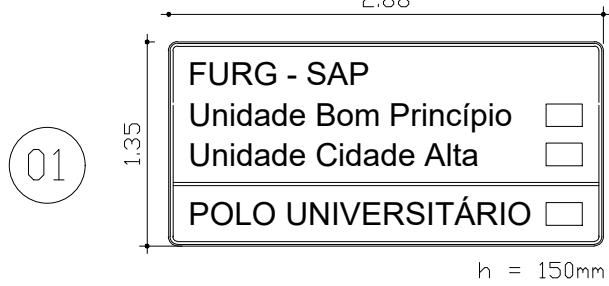 2.88
FURG - SAP
Unidade Bom Princípio
Unidade Cidade Alta
POLO UNIVERSITÁRIO
1.35
01
h = 150mm